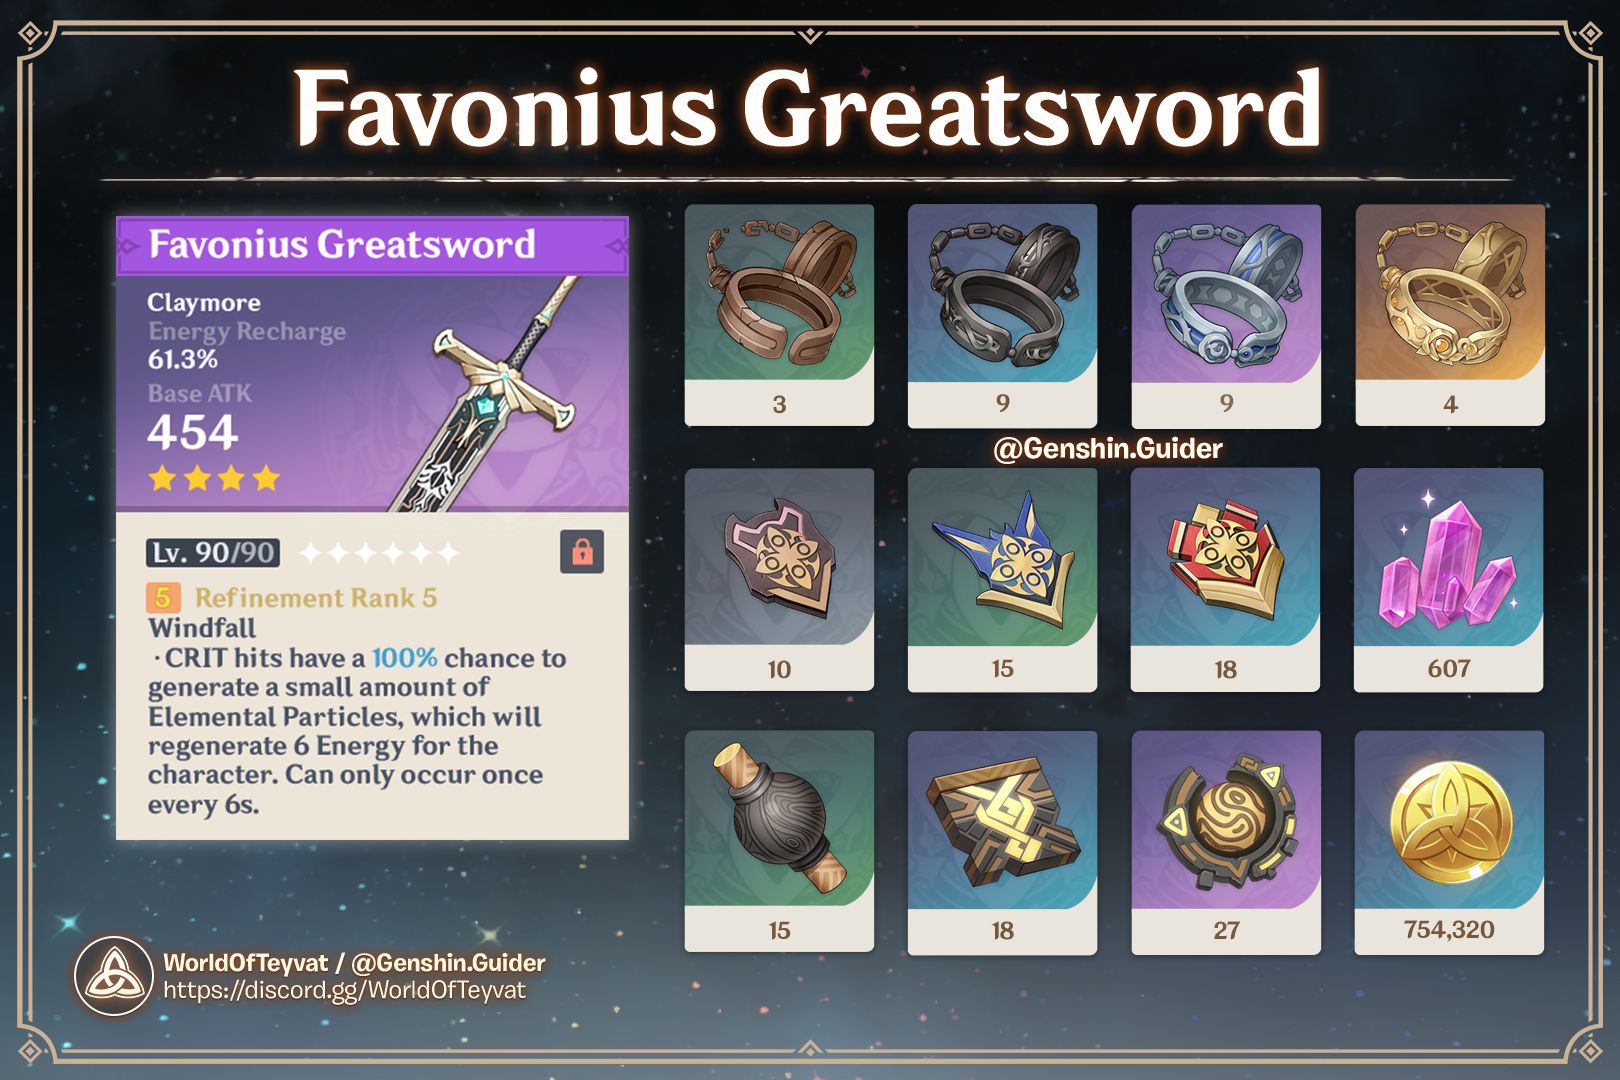 Favonius Greatsword
Favonius Greatsword
Claymore
Energy Recharge
61.3%
Base ATK
454
Lv. 90/90
5 Refinement Rank 5
Windfall
·CRIT hits have a 100% chance to
generate a small amount of
Elemental Particles, which will
regenerate 6 Energy for the
character. Can only occur once
every 6s.
3
9
9
4
@Genshin.Guider
10
15
18
607
15
18
27
754,320
WorldOfTeyvat / @Genshin.Guider
https://discord.gg/WorldOfTeyvat